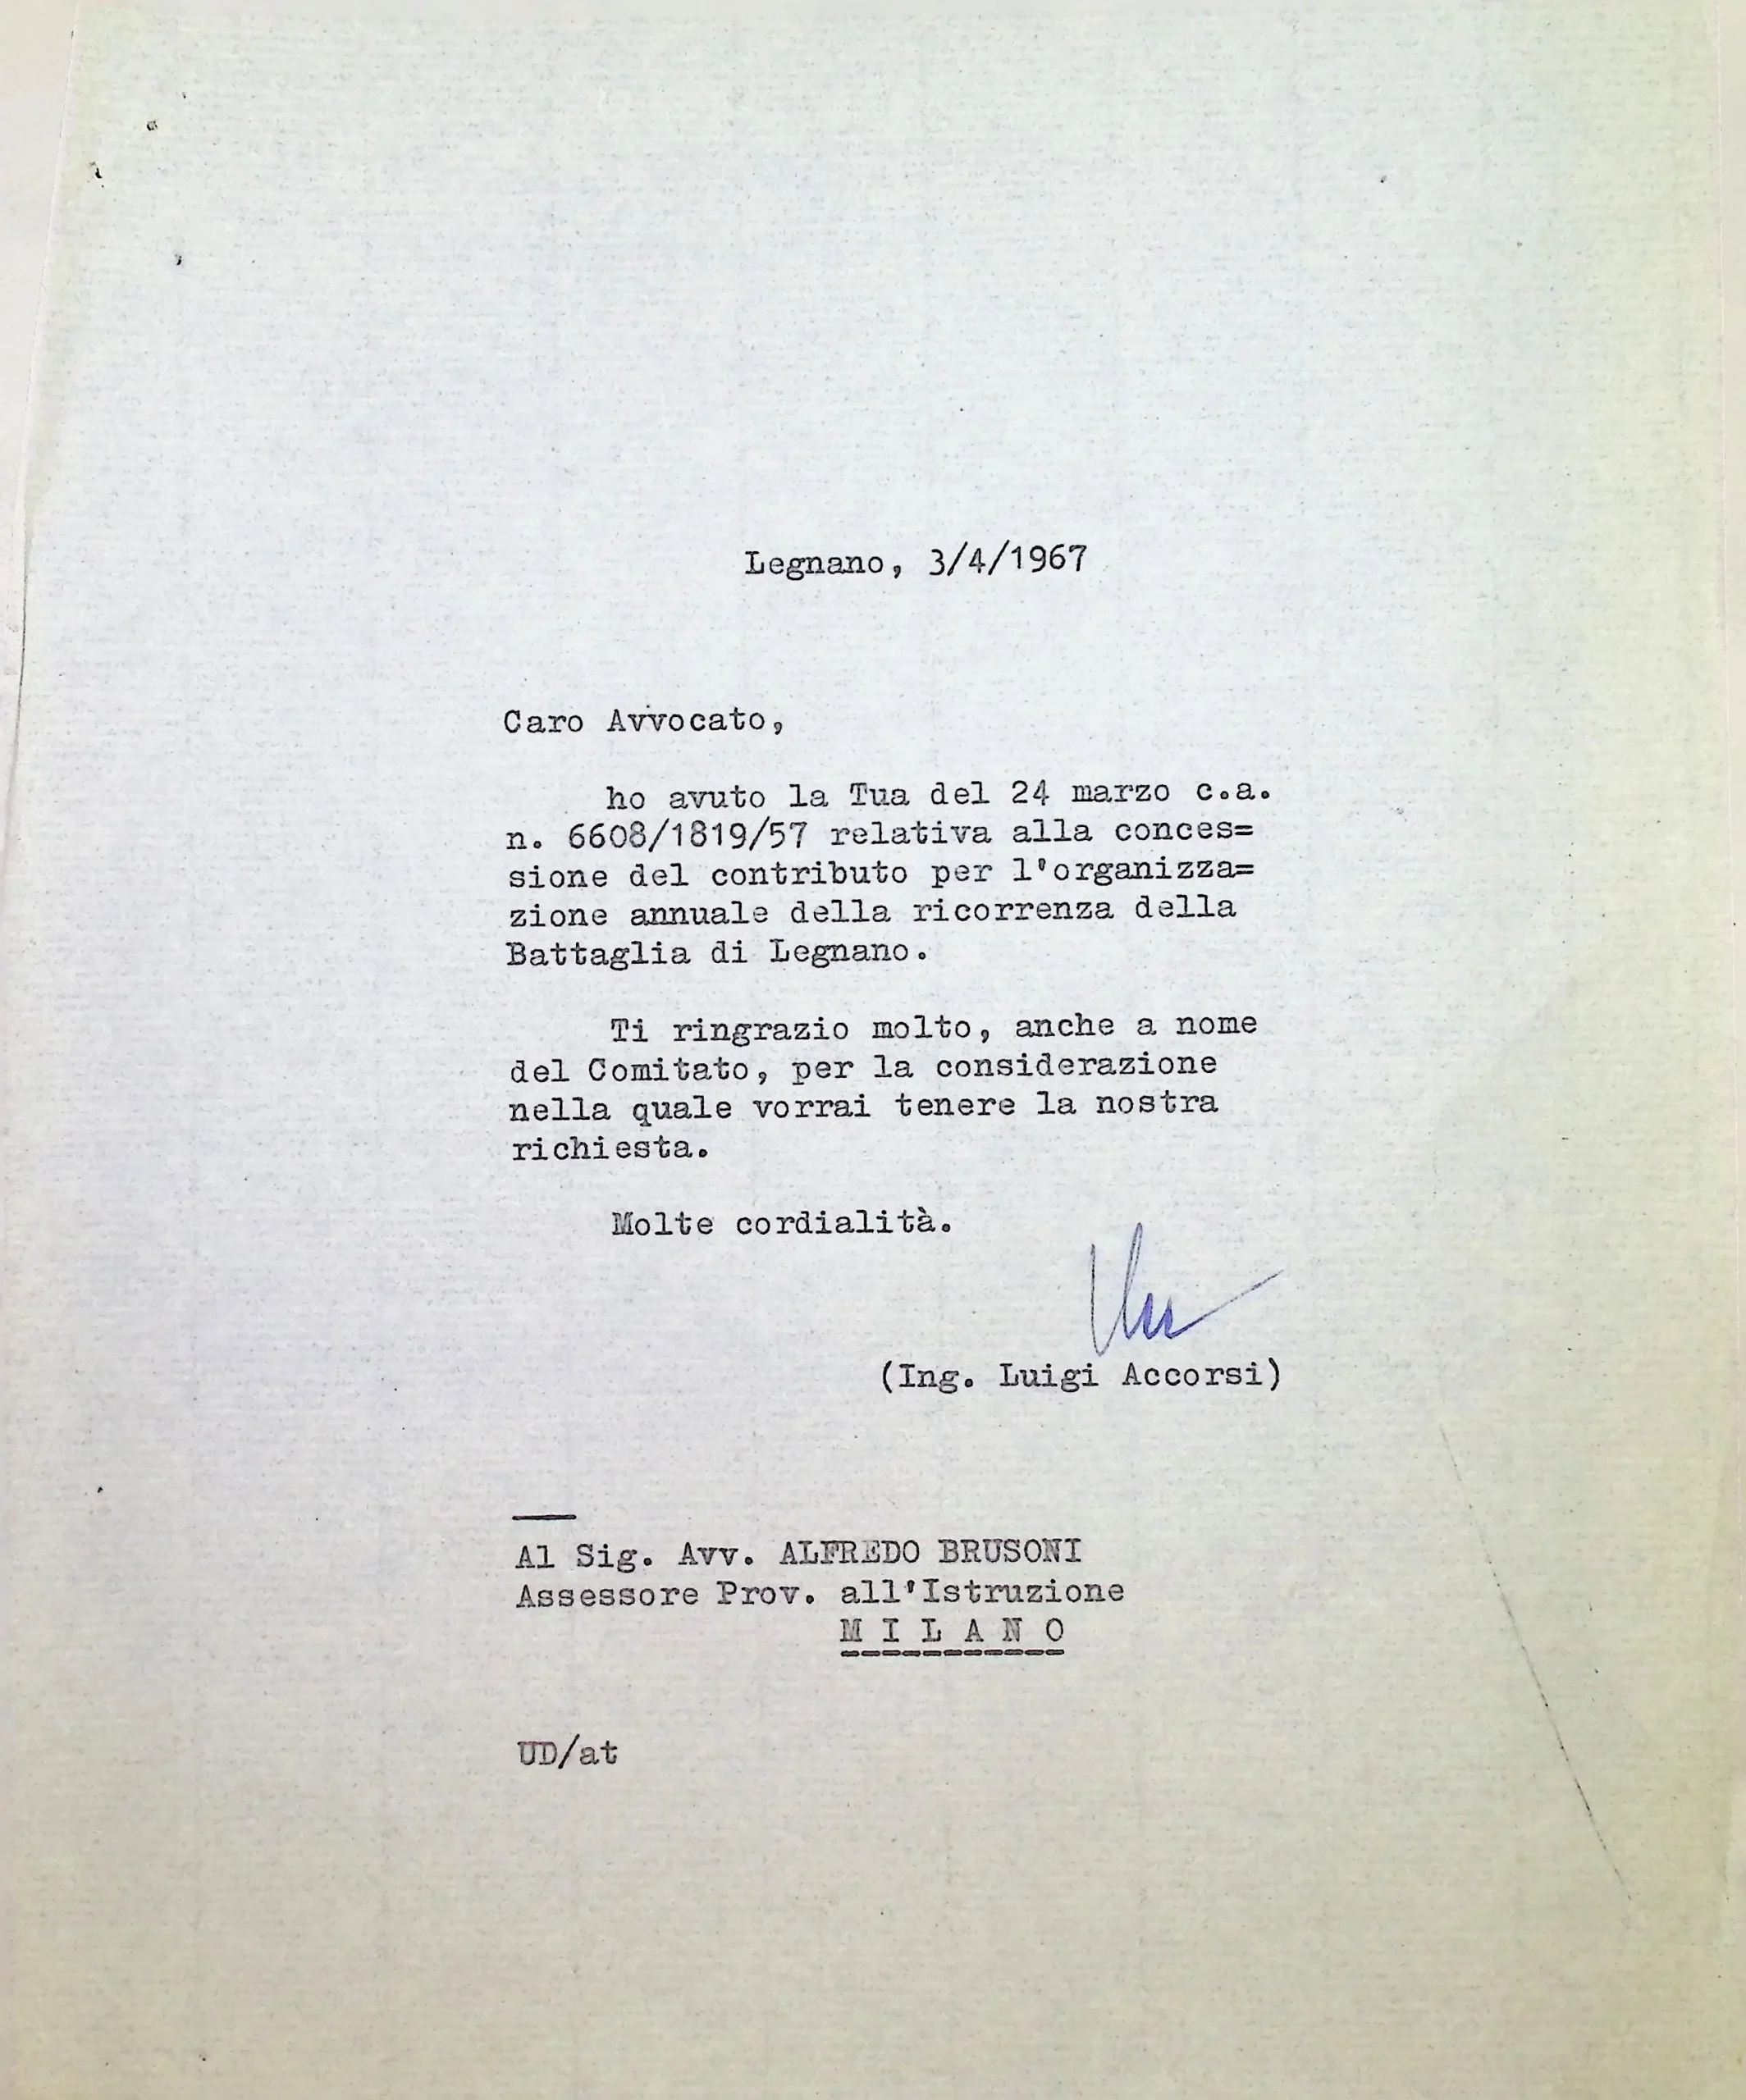 Legnano, 3/4/1967
Caro Avvocato,
ho avuto la Tua del 24 marzo c.a.
n. 6608/1819/57 relativa alla conces=
sione del contributo per l'organizza=
zione annuale della ricorrenza della
Battaglia di Legnano.
Ti ringrazio molto, anche a nome
del Comitato, per la considerazione
nella quale vorrai tenere la nostra
richiesta.
Molte cordialità.
(Ing. Luigi Accorsi)
Al Sig. Avv. ALFREDO BRUSONI
Assessore Prov. all'Istruzione
M I L A N O
UD/at